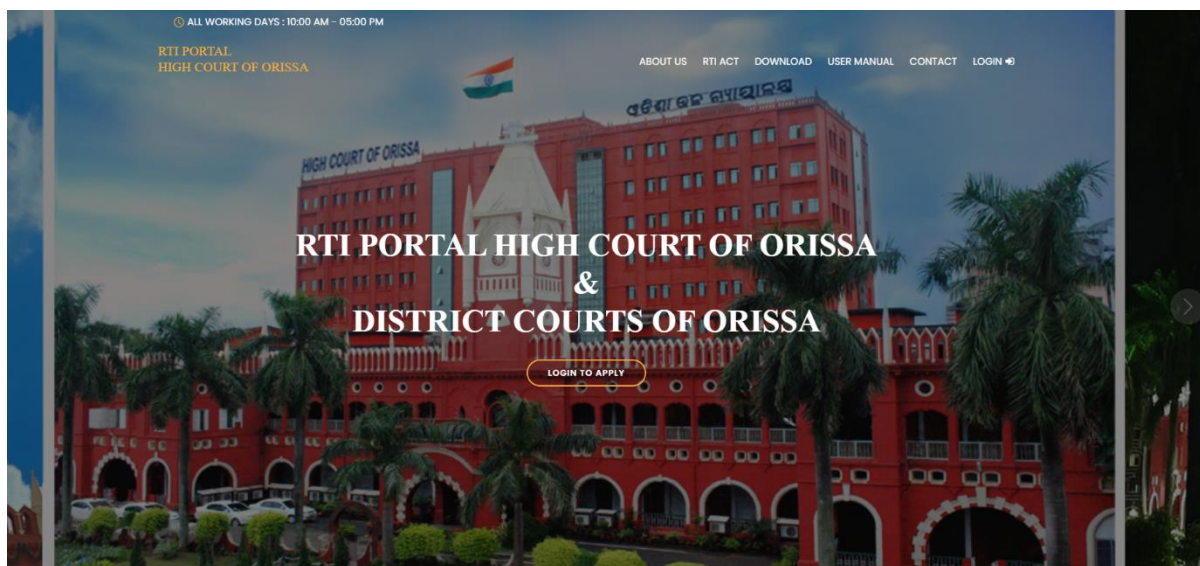 ALL WORKING DAYS : 10:00 AM - 05:00 PM
RTI PORTAL
HIGH COURT OF ORISSA
ABOUT US RTI ACT DOWNLOAD USER MANUAL CONTACT LOGIN
ଓଡ଼ିଶା ଉଚ୍ଚ ନ୍ୟାୟାଳୟ
HIGH COURT OF ORISSA
RTI PORTAL HIGH COURT OF ORISSA
&
DISTRICT COURTS OF ORISSA
LOGIN TO APPLY